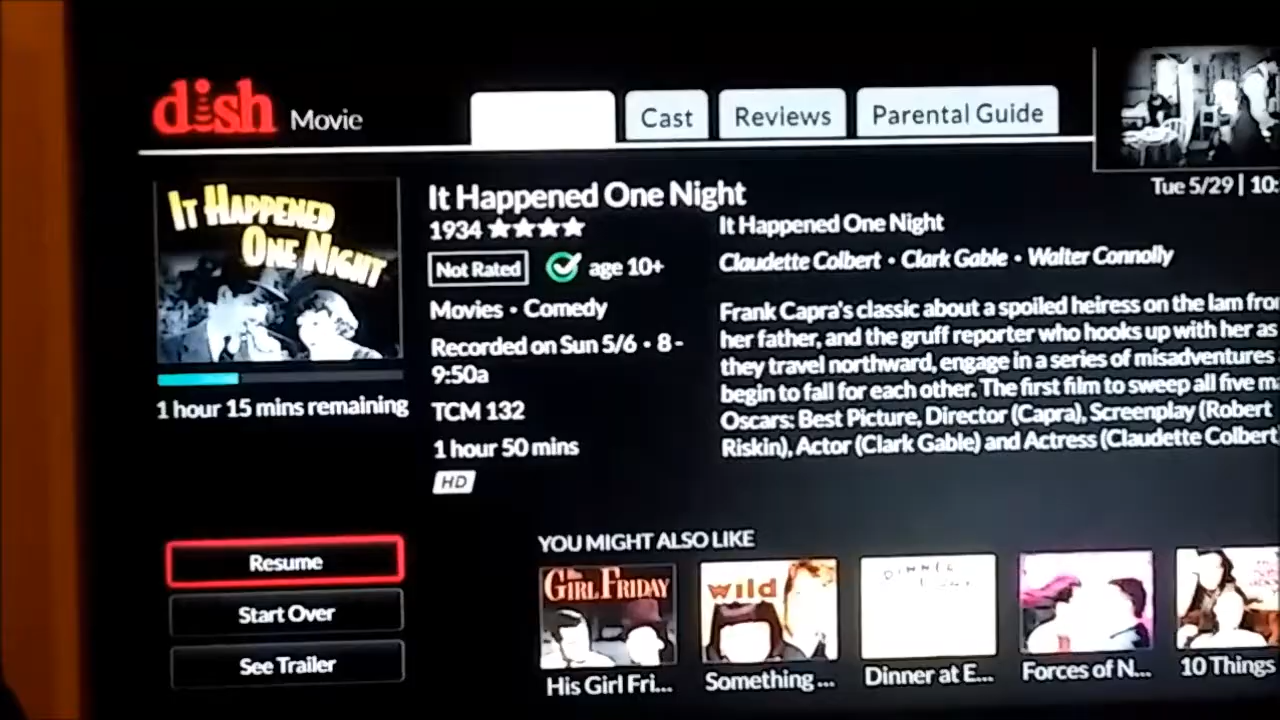 dish Movie
Cast
Reviews
Parental Guide
Tue 5/29 | 10:
IT HAPPENED
ONE NIGHT
1 hour 15 mins remaining
It Happened One Night
1934 ★★★★
Not Rated age 10+
Movies • Comedy
Recorded on Sun 5/6 • 8 -
9:50a
TCM 132
1 hour 50 mins
HD
It Happened One Night
Claudette Colbert • Clark Gable • Walter Connolly
Frank Capra's classic about a spoiled heiress on the lam from
her father, and the gruff reporter who hooks up with her as
they travel northward, engage in a series of misadventures
begin to fall for each other. The first film to sweep all five
Oscars: Best Picture, Director (Capra), Screenplay (Robert
Riskin), Actor (Clark Gable) and Actress (Claudette Colbert
Resume
Start Over
See Trailer
YOU MIGHT ALSO LIKE
GIRL FRIDAY
wild
DINNER
His Girl Fri...
Something ...
Dinner at E...
Forces of N...
10 Things